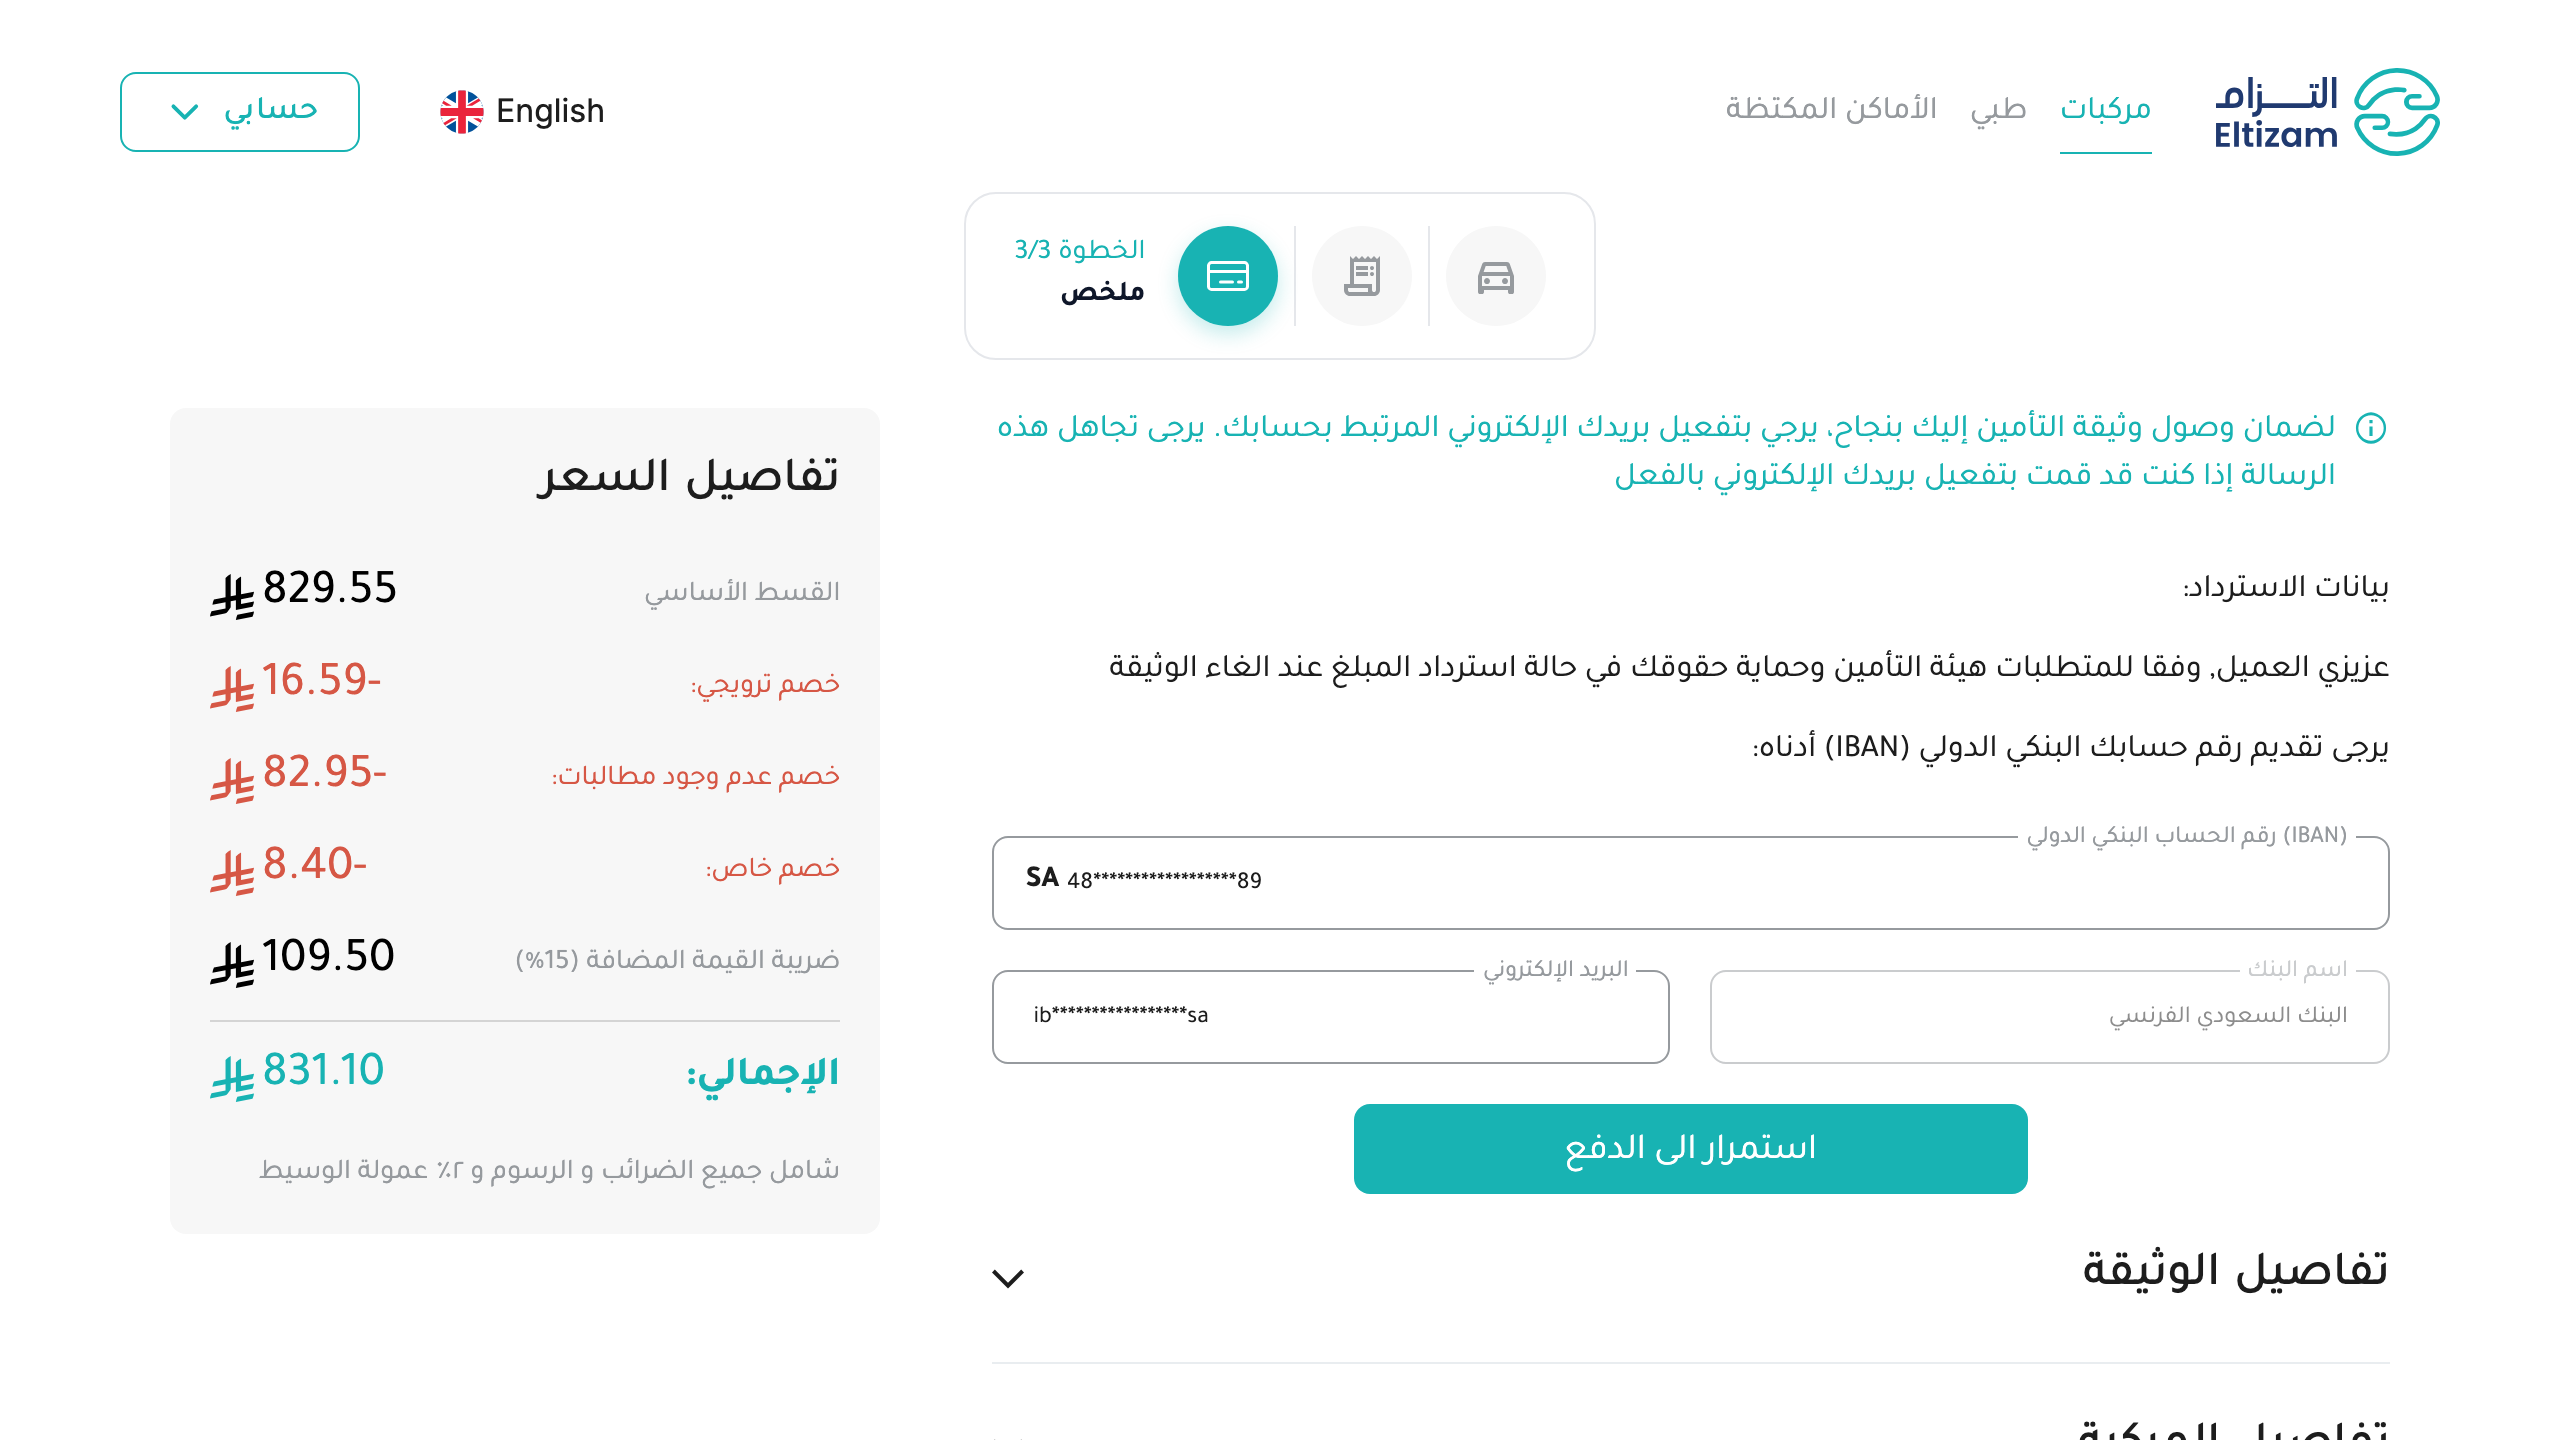 التـــزام
Eltizam
مركبات
طبي
الأماكن المكتظة
English
حسابي
الخطوة 3/3
ملخص
لضمان وصول وثيقة التأمين إليك بنجاح، يرجي بتفعيل بريدك الإلكتروني المرتبط بحسابك. يرجى تجاهل هذه
الرسالة إذا كنت قد قمت بتفعيل بريدك الإلكتروني بالفعل
بيانات الاسترداد:
عزيزي العميل, وفقا للمتطلبات هيئة التأمين وحماية حقوقك في حالة استرداد المبلغ عند الغاء الوثيقة
يرجى تقديم رقم حسابك البنكي الدولي (IBAN) أدناه:
(IBAN) رقم الحساب البنكي الدولي
SA 48******************89
اسم البنك
البنك السعودي الفرنسي
البريد الإلكتروني
ib*****************sa
استمرار الى الدفع
تفاصيل الوثيقة
تفاصيل المركبة
تفاصيل السعر
القسط الأساسي 829.55
خصم ترويجي: -16.59
خصم عدم وجود مطالبات: -82.95
خصم خاص: -8.40
ضريبة القيمة المضافة (15%) 109.50
الإجمالي: 831.10
شامل جميع الضرائب و الرسوم و ٢٪ عمولة الوسيط